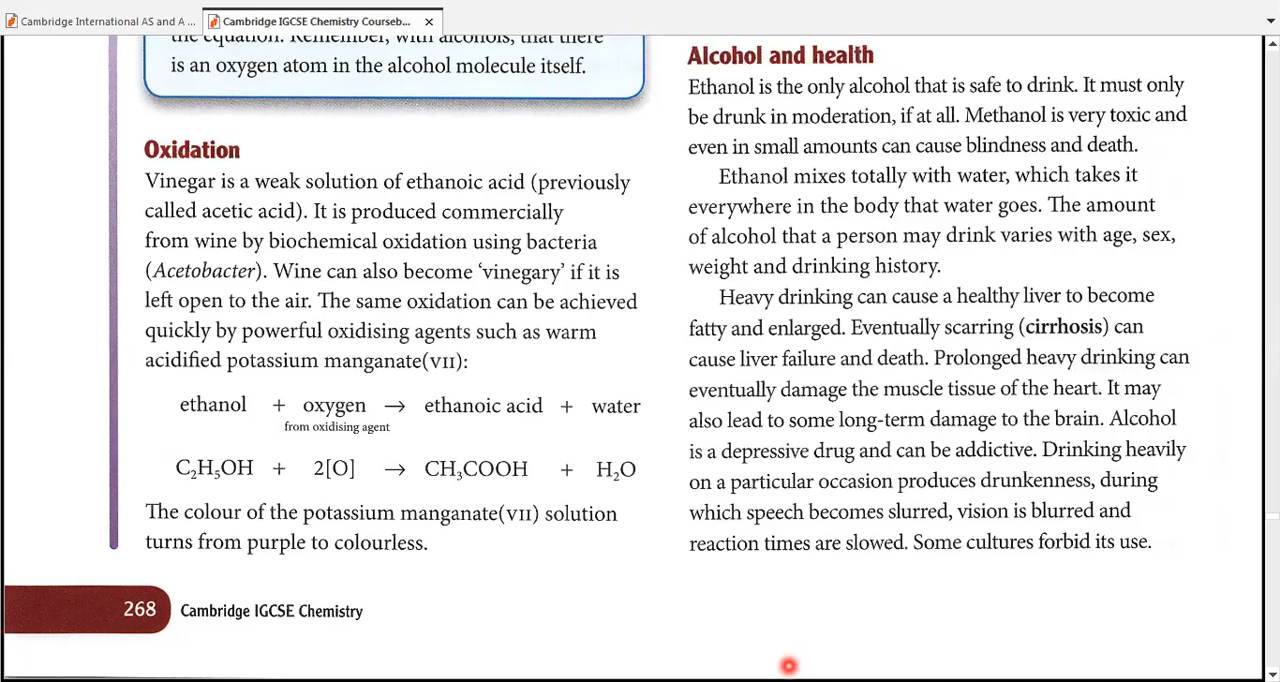 Cambridge International AS and A ...
Cambridge IGCSE Chemistry Courseb...
the equation. Remember, with alcohols, that there
is an oxygen atom in the alcohol molecule itself.
Oxidation
Vinegar is a weak solution of ethanoic acid (previously
called acetic acid). It is produced commercially
from wine by biochemical oxidation using bacteria
(Acetobacter). Wine can also become ‘vinegary’ if it is
left open to the air. The same oxidation can be achieved
quickly by powerful oxidising agents such as warm
acidified potassium manganate(VII):
ethanol + oxygen → ethanoic acid + water
from oxidising agent
C₂H₅OH + 2[O] → CH₃COOH + H₂O
The colour of the potassium manganate(VII) solution
turns from purple to colourless.
Alcohol and health
Ethanol is the only alcohol that is safe to drink. It must only
be drunk in moderation, if at all. Methanol is very toxic and
even in small amounts can cause blindness and death.
Ethanol mixes totally with water, which takes it
everywhere in the body that water goes. The amount
of alcohol that a person may drink varies with age, sex,
weight and drinking history.
Heavy drinking can cause a healthy liver to become
fatty and enlarged. Eventually scarring (cirrhosis) can
cause liver failure and death. Prolonged heavy drinking can
eventually damage the muscle tissue of the heart. It may
also lead to some long-term damage to the brain. Alcohol
is a depressive drug and can be addictive. Drinking heavily
on a particular occasion produces drunkenness, during
which speech becomes slurred, vision is blurred and
reaction times are slowed. Some cultures forbid its use.
268 Cambridge IGCSE Chemistry